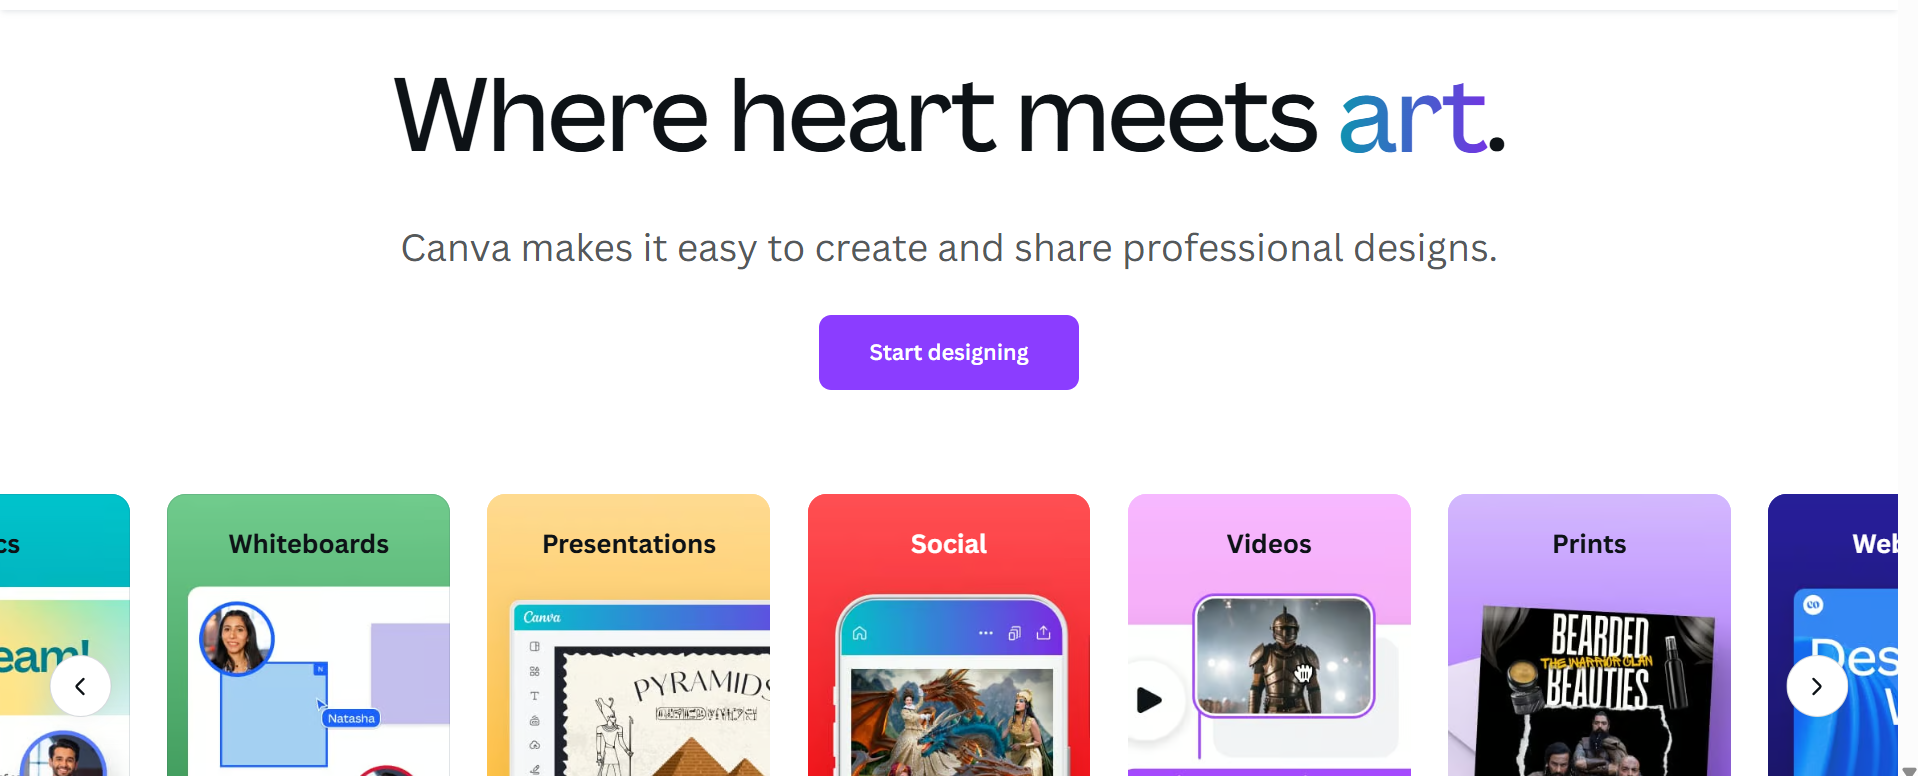 Where heart meets art.
Canva makes it easy to create and share professional designs.
Start designing
cs
Whiteboards
Presentations
Social
Videos
Prints
Web
eam!
N
Natasha
Canva
T
PYRAMIDS
BEARDED
THE WARRIOR CLAN
BEAUTIES
co
Des